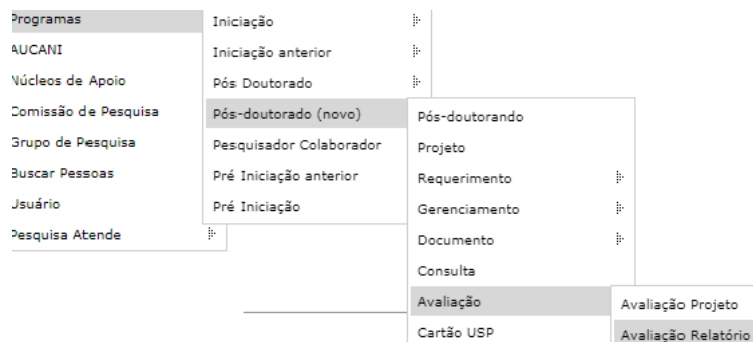 Programas
AUCANI
Núcleos de Apoio
Comissão de Pesquisa
Grupo de Pesquisa
Buscar Pessoas
Usuário
Pesquisa Atende
Iniciação
Iniciação anterior
Pós Doutorado
Pós-doutorado (novo)
Pesquisador Colaborador
Pré Iniciação anterior
Pré Iniciação
Pós-doutorando
Projeto
Requerimento
Gerenciamento
Documento
Consulta
Avaliação
Cartão USP
Avaliação Projeto
Avaliação Relatório